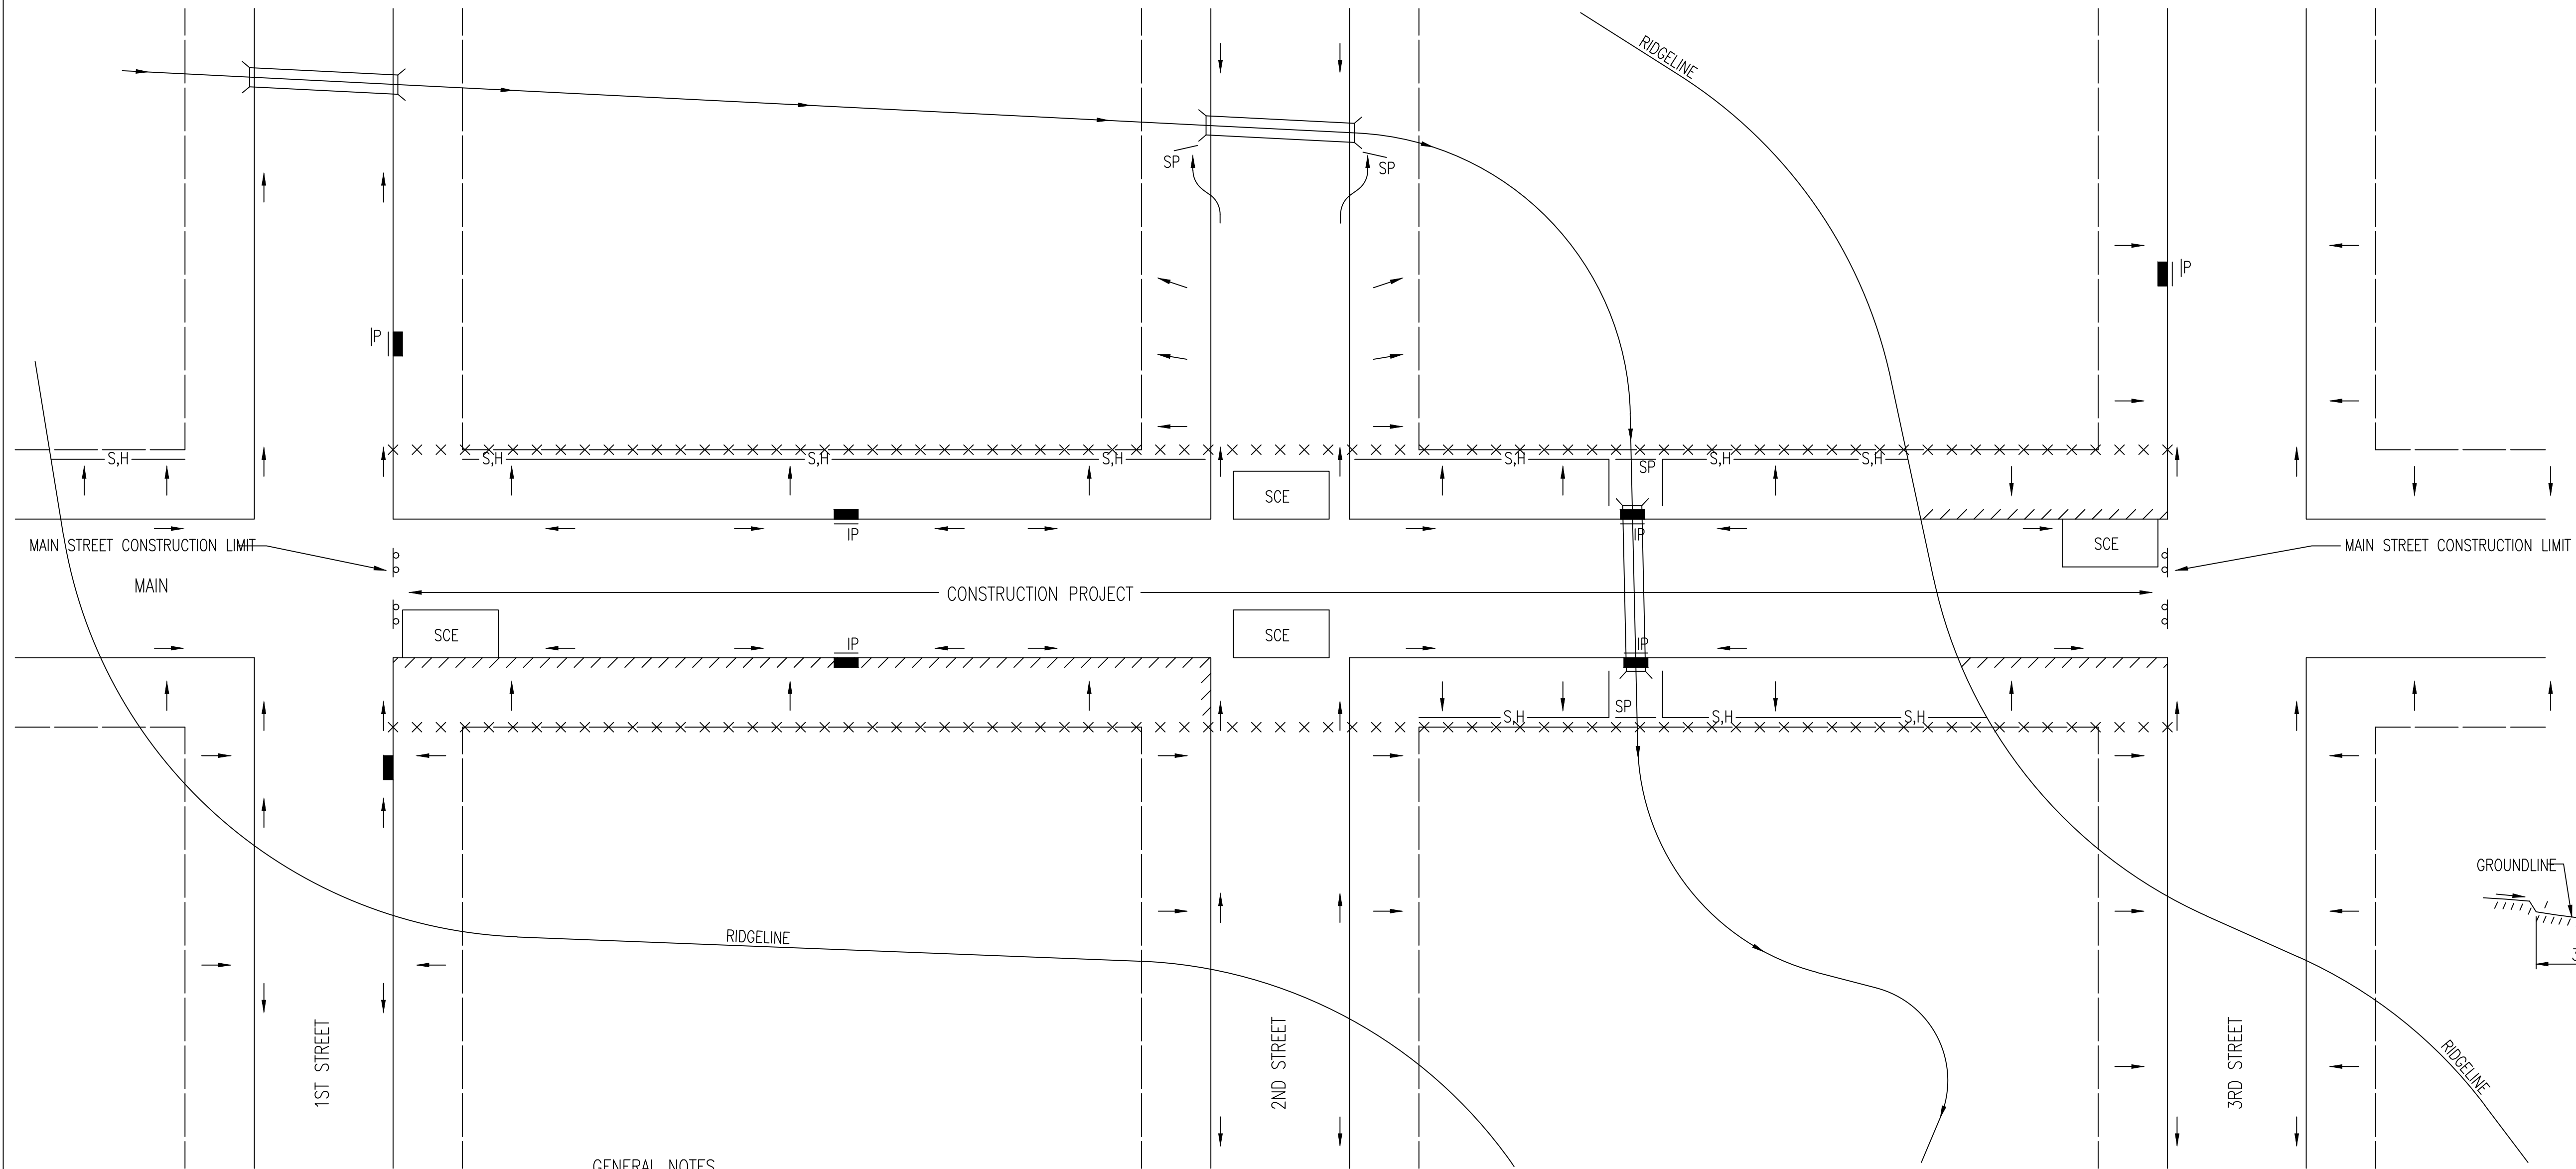 RIDGELINE
SP
SP
IP
IP
S,H
S,H
S,H
S,H
S,H
SP
S,H
S,H
SCE
IP
IP
MAIN STREET CONSTRUCTION LIMIT
SCE
MAIN STREET CONSTRUCTION LIMIT
MAIN
CONSTRUCTION PROJECT
SCE
SCE
IP
IP
SP
S,H
S,H
S,H
GROUNDLINE
RIDGELINE
1ST STREET
2ND STREET
3RD STREET
RIDGELINE
GENERAL NOTES